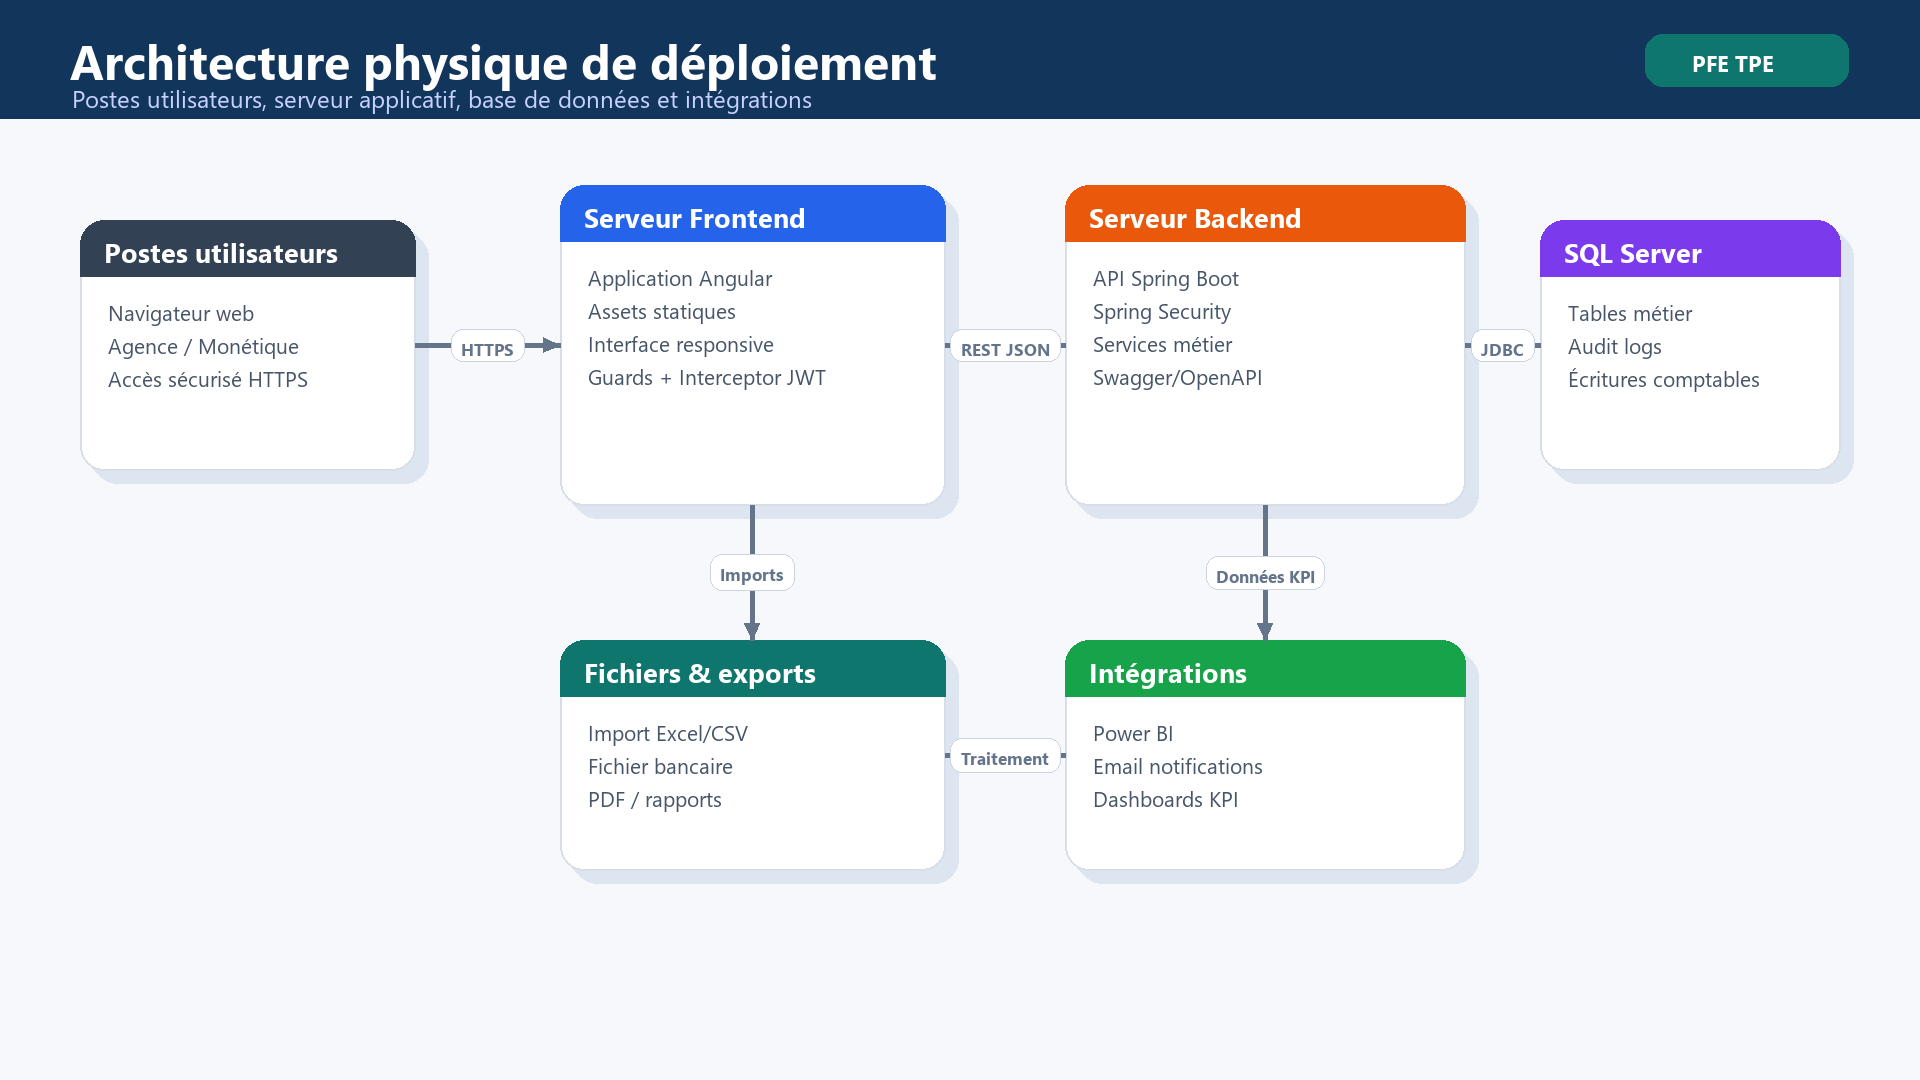 Architecture physique de déploiement
Postes utilisateurs, serveur applicatif, base de données et intégrations
PFE TPE
Postes utilisateurs
Navigateur web
Agence / Monétique
Accès sécurisé HTTPS
HTTPS
Serveur Frontend
Application Angular
Assets statiques
Interface responsive
Guards + Interceptor JWT
REST JSON
Serveur Backend
API Spring Boot
Spring Security
Services métier
Swagger/OpenAPI
JDBC
SQL Server
Tables métier
Audit logs
Écritures comptables
Imports
Données KPI
Fichiers & exports
Import Excel/CSV
Fichier bancaire
PDF / rapports
Traitement
Intégrations
Power BI
Email notifications
Dashboards KPI